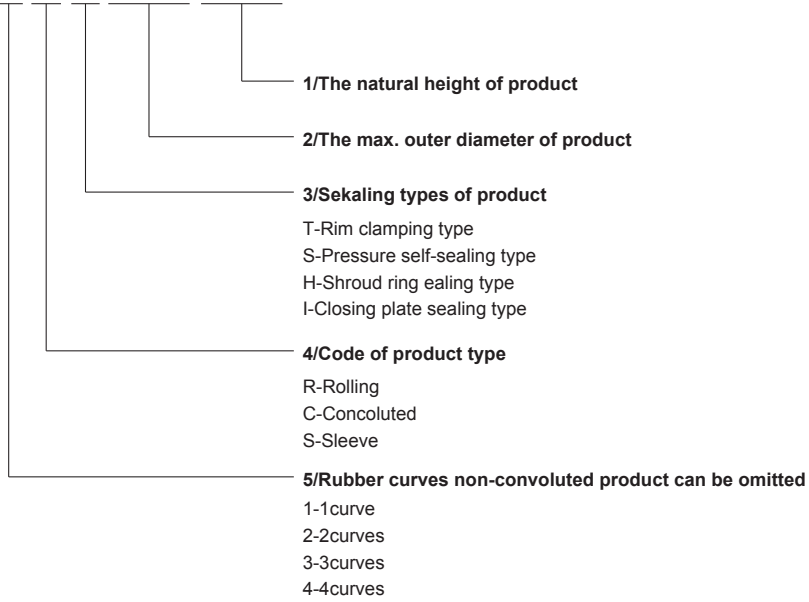 1/The natural height of product
2/The max. outer diameter of product
3/Sekaling types of product
T-Rim clamping type
S-Pressure self-sealing type
H-Shroud ring ealing type
I-Closing plate sealing type
4/Code of product type
R-Rolling
C-Concoluted
S-Sleeve
5/Rubber curves non-convoluted product can be omitted
1-1curve
2-2curves
3-3curves
4-4curves